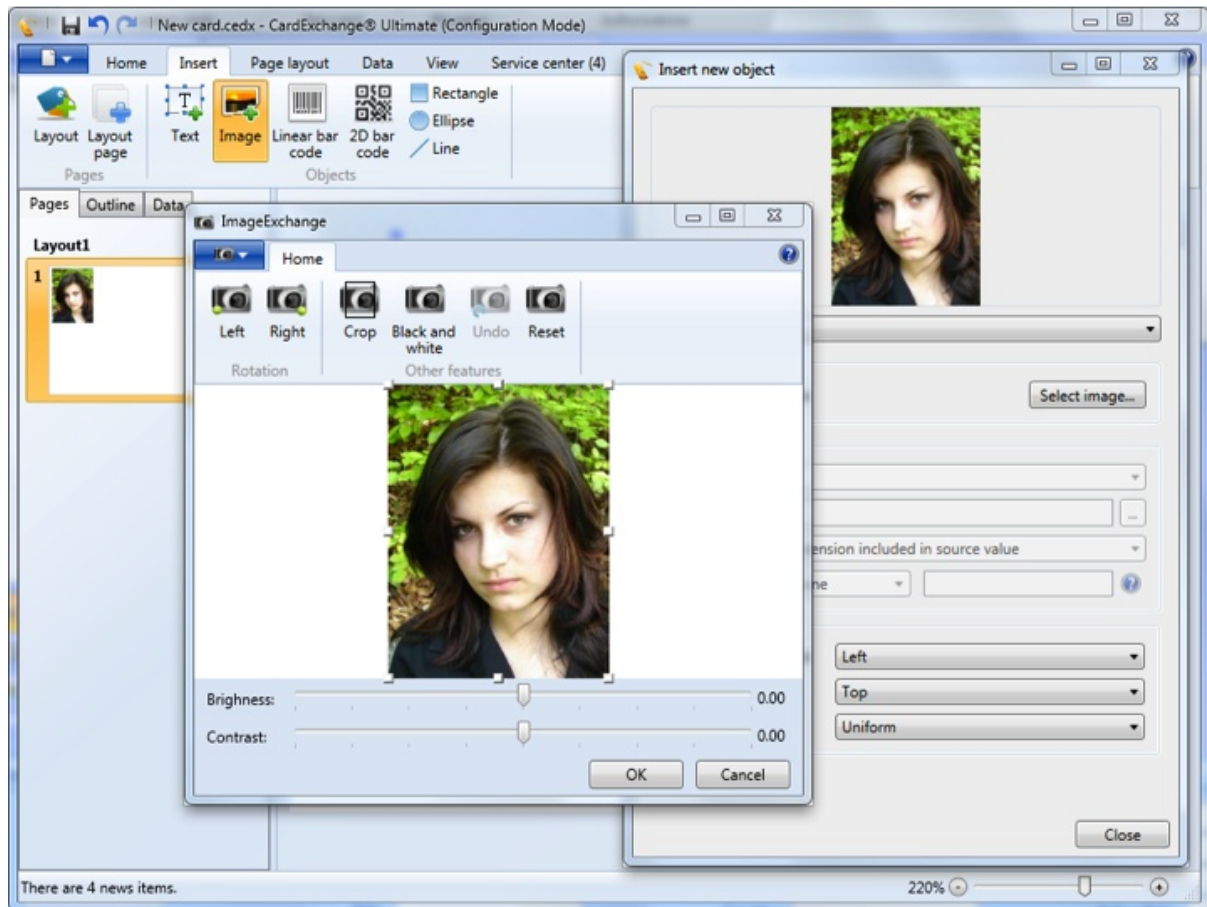 New card.cedx - CardExchange® Ultimate (Configuration Mode)
Home Insert Page layout Data View Service center (4)
Layout
Layout page
Pages
Text
Image
Linear bar code
2D bar code
Rectangle
Ellipse
Line
Objects
Pages Outline Data
Layout1
1
ImageExchange
Home
Left
Right
Rotation
Crop
Black and white
Undo
Reset
Other features
Brighness: 0.00
Contrast: 0.00
OK Cancel
Insert new object
Select image...
...
included in source value
Left
Top
Uniform
Close
There are 4 news items.
220%